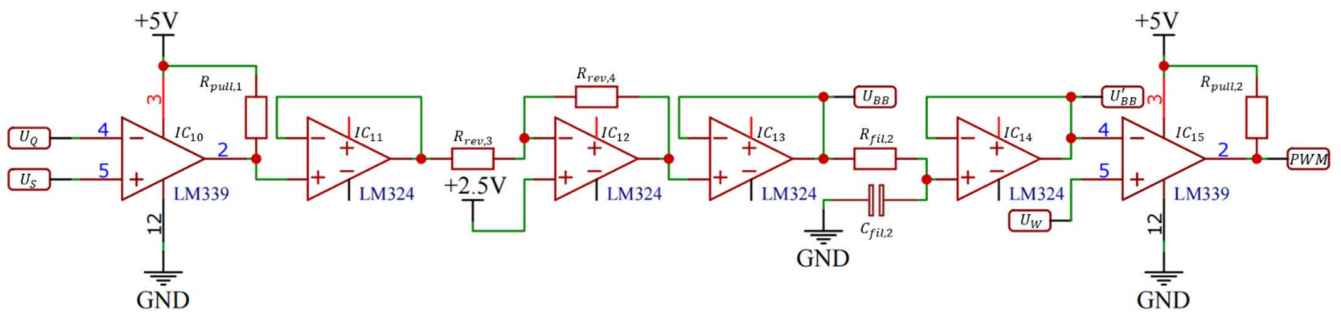 +5V
+5V
R_pull,1
R_rev,4
U_BB
U'_BB
R_pull,2
3
3
U_Q
4
IC_10
IC_11
R_rev,3
IC_12
IC_13
R_fil,2
IC_14
4
IC_15
2
2
PWM
U_S
5
LM339
LM324
+2.5V
LM324
LM324
LM324
5
LM339
12
C_fil,2
U_W
12
GND
GND
GND